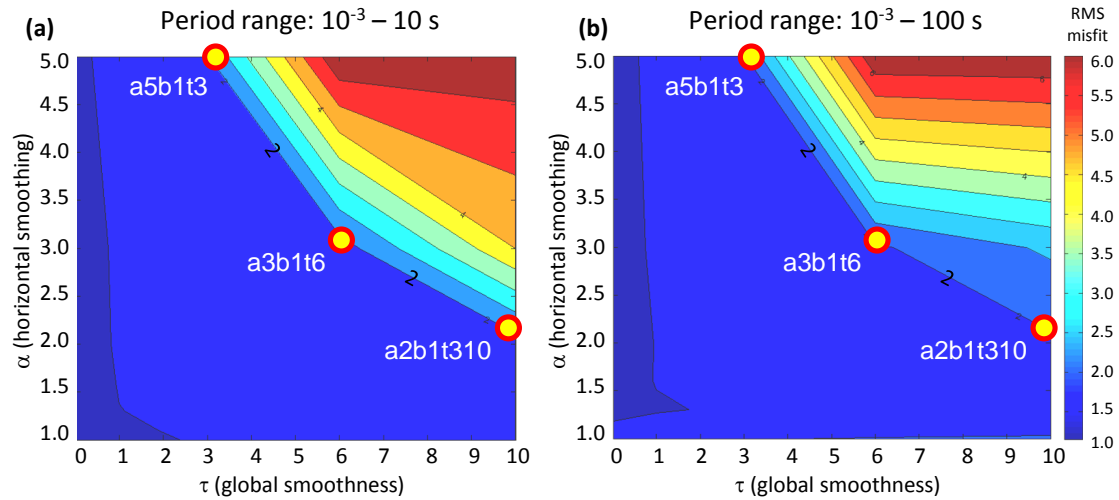 (a)
Period range: 10⁻³ – 10 s
(b)
Period range: 10⁻³ – 100 s
RMS
misfit
α (horizontal smoothing)
5.0
4.5
4.0
3.5
3.0
2.5
2.0
1.5
1.0
a5b1t3
a3b1t6
a2b1t310
2
2
4
4
0 1 2 3 4 5 6 7 8 9 10
τ (global smoothness)
α (horizontal smoothing)
5.0
4.5
4.0
3.5
3.0
2.5
2.0
1.5
1.0
a5b1t3
a3b1t6
a2b1t310
2
2
4
0 1 2 3 4 5 6 7 8 9 10
τ (global smoothness)
6.0
5.5
5.0
4.5
4.0
3.5
3.0
2.5
2.0
1.5
1.0